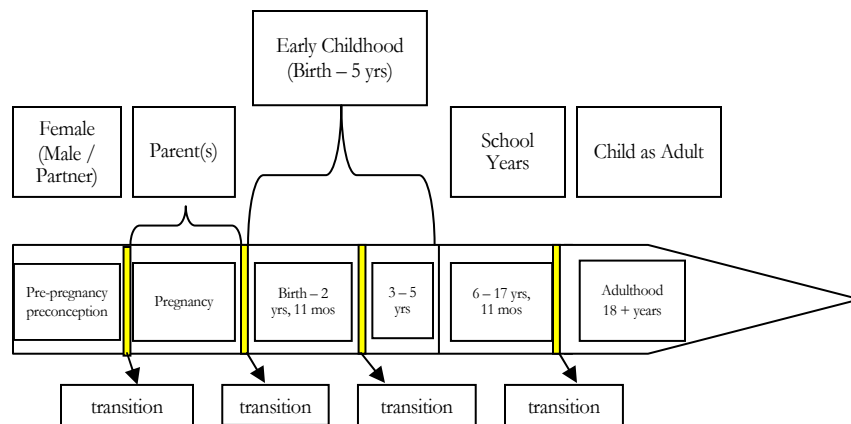 Early Childhood
(Birth – 5 yrs)
Female
(Male /
Partner)
Parent(s)
School
Years
Child as Adult
Pre-pregnancy
preconception
Pregnancy
Birth – 2
yrs, 11 mos
3 – 5
yrs
6 – 17 yrs,
11 mos
Adulthood
18 + years
transition
transition
transition
transition